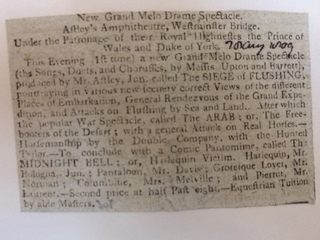 New Grand Melo Drame Spectacle,
Astley's Amphitheatre, Westminster Bridge.
Under the Patronage of their Royal Highnesses the Prince of
Wales and Duke of York.
This Evening (1st time) a new Grand Melo Drame Spectacle
(the Songs, Duets, and Chorusses, by Messrs. Upton and Barrett),
produced by Mr. Astley, Jun. called The SIEGE of FLUSHING,
pourtraying in various new scenery correct Views of the different
Places of Embarkation, General Rendezvous of the Grand Expe-
dition, and Attacks on Flushing by Sea and Land. After which
the popular War Spectacle, called The ARAB; or, The Free-
booters of the Desart; with a general Attack on Real Horses.—
Horsemanship by the Double Company, with the Hunted
Tailor.—To conclude with a Comic Pantomime, called The
MIDNIGHT BELL; or, Harlequin Victim. Harlequin, Mr.
Bologna, Jun.; Pantaloon, Mr. Davis; Grotesque Lover, Mr.
Norman; Columbine, Mrs. Melville; and Pierrot, Mr.
Laurent.—Second price at half past eight.—Equestrian Tuition
by able Masters.